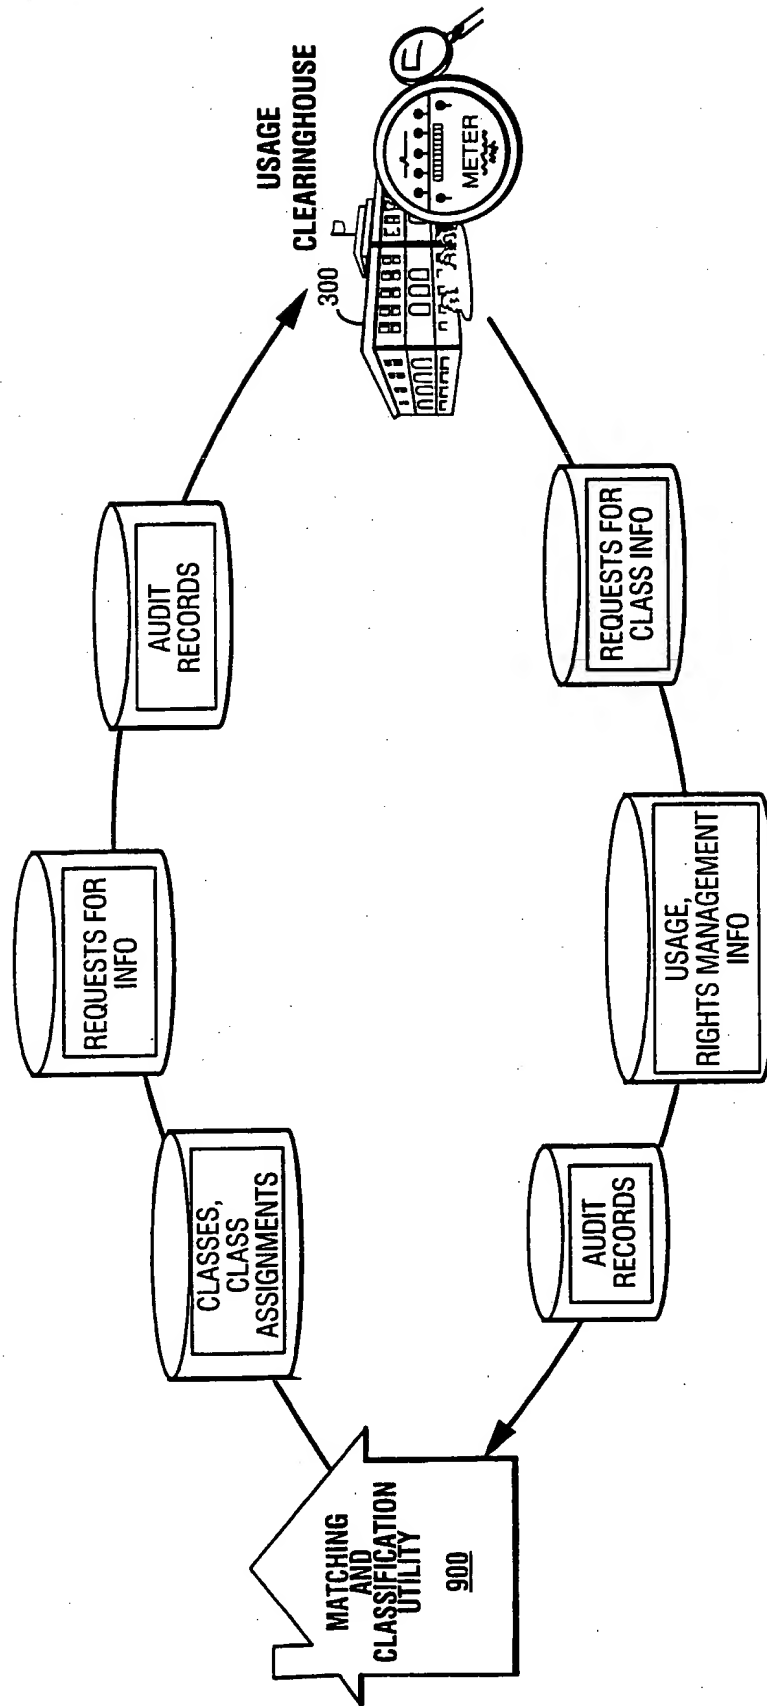 MATCHING
AND
CLASSIFICATION
UTILITY
900
CLASSES,
CLASS
ASSIGNMENTS
REQUESTS FOR
INFO
AUDIT
RECORDS
USAGE
CLEARINGHOUSE
300
METER
REQUESTS FOR
CLASS INFO
USAGE,
RIGHTS MANAGEMENT
INFO
AUDIT
RECORDS